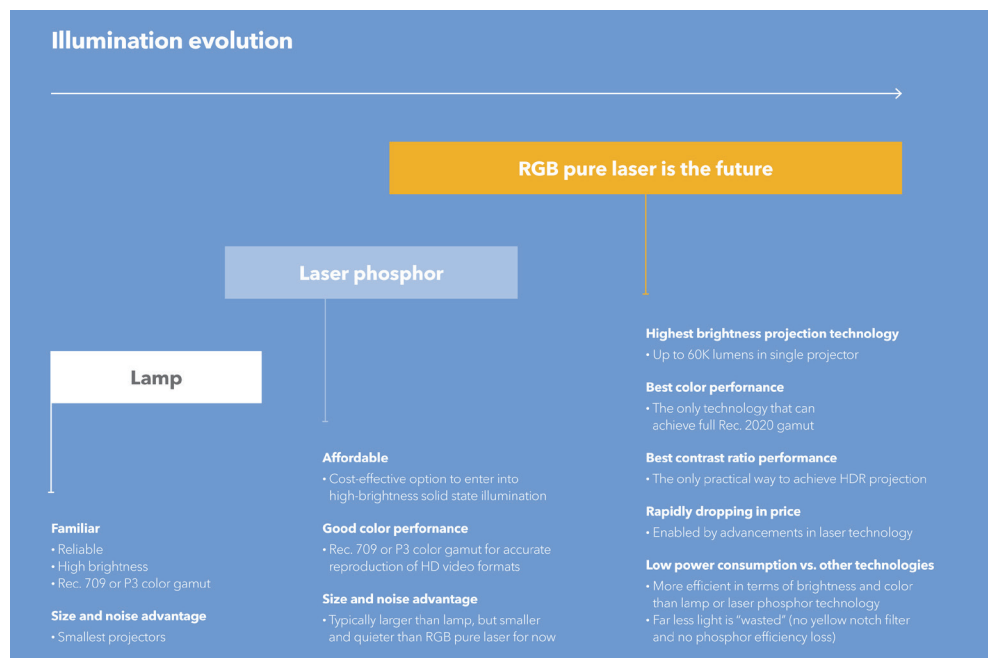 Illumination evolution
RGB pure laser is the future
Laser phosphor
Lamp
Familiar
• Reliable
• High brightness
• Rec. 709 or P3 color gamut
Size and noise advantage
• Smallest projectors
Affordable
• Cost-effective option to enter into
high-brightness solid state illumination
Good color perfornance
• Rec. 709 or P3 color gamut for accurate
reproduction of HD video formats
Size and noise advantage
• Typically larger than lamp, but smaller
and quieter than RGB pure laser for now
Highest brightness projection technology
• Up to 60K lumens in single projector
Best color perfornance
• The only technology that can
achieve full Rec. 2020 gamut
Best contrast ratio performance
• The only practical way to achieve HDR projection
Rapidly dropping in price
• Enabled by advancements in laser technology
Low power consumption vs. other technologies
• More efficient in terms of brightness and color
than lamp or laser phosphor technology
• Far less light is “wasted” (no yellow notch filter
and no phosphor efficiency loss)